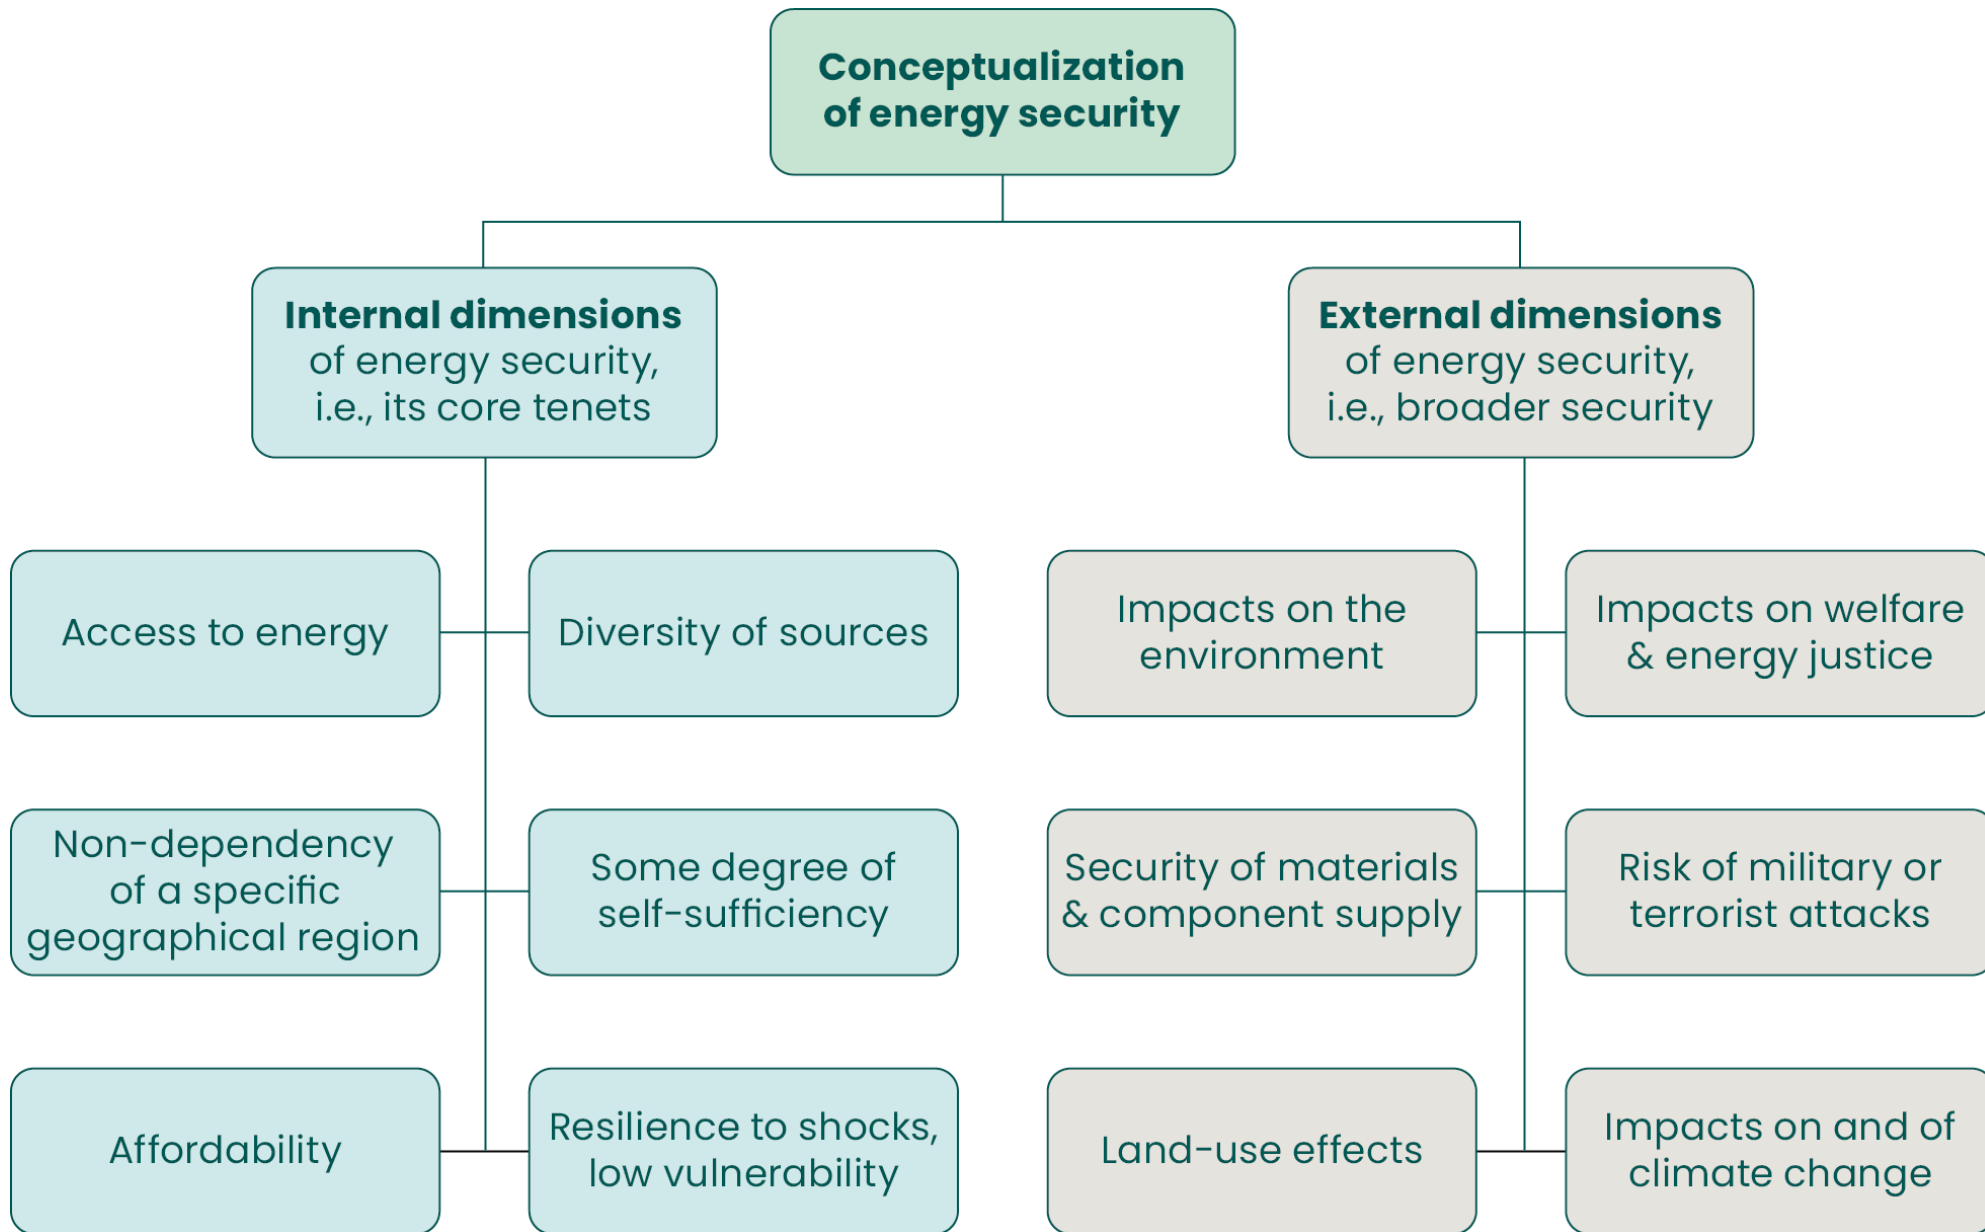 Conceptualization
of energy security
Internal dimensions
of energy security,
i.e., its core tenets
External dimensions
of energy security,
i.e., broader security
Access to energy
Diversity of sources
Impacts on the
environment
Impacts on welfare
& energy justice
Non-dependency
of a specific
geographical region
Some degree of
self-sufficiency
Security of materials
& component supply
Risk of military or
terrorist attacks
Affordability
Resilience to shocks,
low vulnerability
Land-use effects
Impacts on and of
climate change